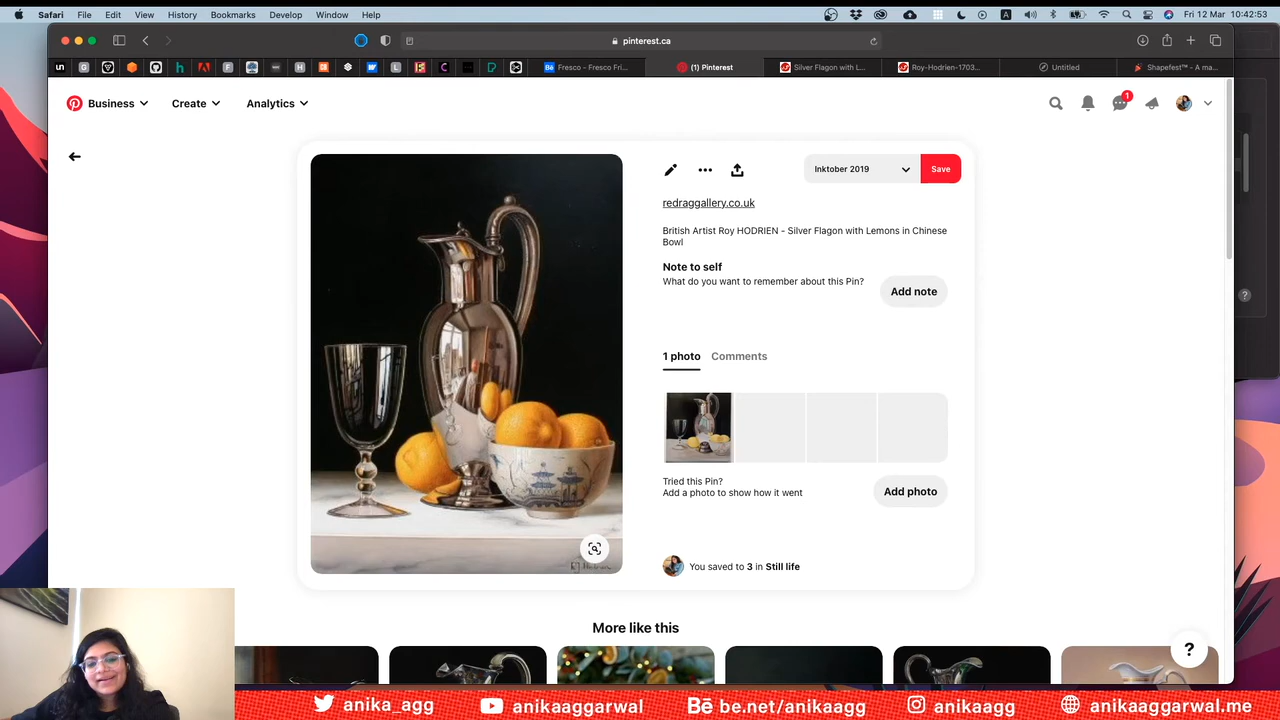 Safari File Edit View History Bookmarks Develop Window Help
A Fri 12 Mar 10:42:53
pinterest.ca
Fresco - Fresco Fri... (1) Pinterest Silver Flagon with L... Roy-Hodrien-1703... Untitled Shapefest™ - A ma...
Business Create Analytics 1
Inktober 2019 Save
redraggallery.co.uk
British Artist Roy HODRIEN - Silver Flagon with Lemons in Chinese
Bowl
Note to self
What do you want to remember about this Pin?
Add note
?
1 photo Comments
Tried this Pin?
Add a photo to show how it went
Add photo
You saved to 3 in Still life
More like this
?
anika_agg anikaaggarwal Bē be.net/anikaagg anikaagg anikaaggarwal.me